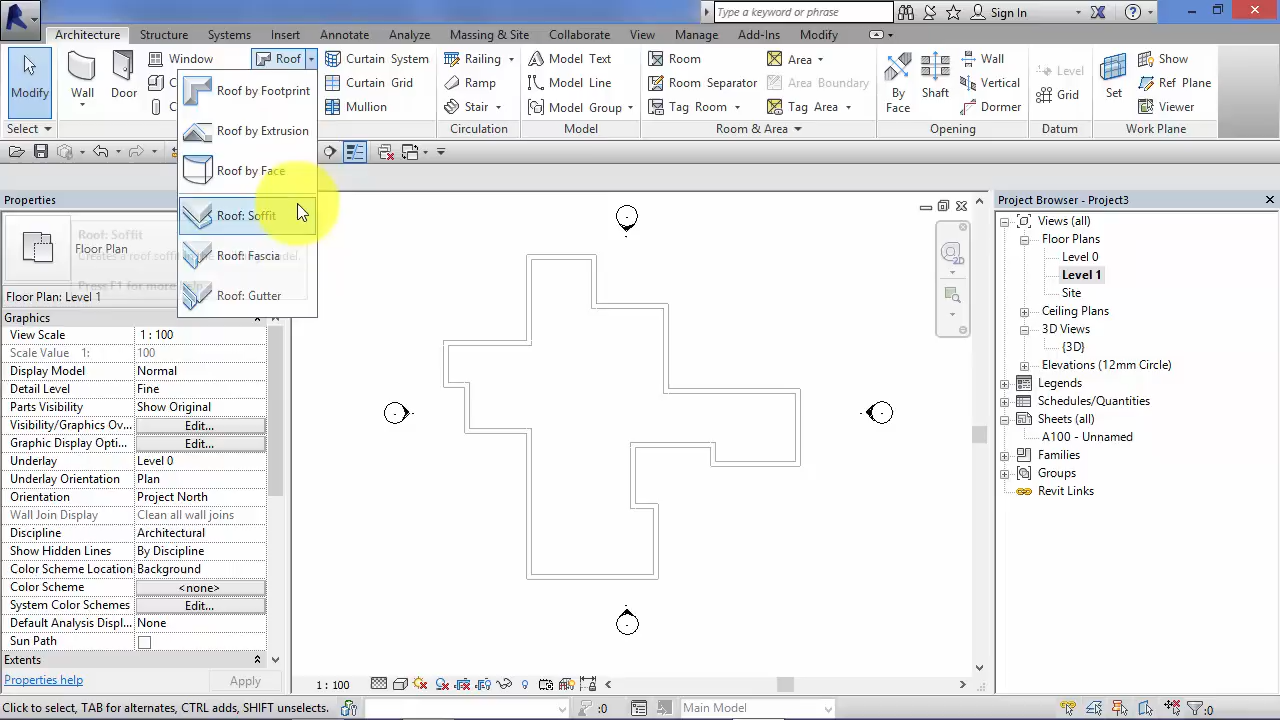 Type a keyword or phrase
Sign In
Architecture Structure Systems Insert Annotate Analyze Massing & Site Collaborate View Manage Add-Ins Modify
Modify
Wall
Door
Window
Roof
Curtain System
Curtain Grid
Mullion
Railing
Ramp
Stair
Model Text
Model Line
Model Group
Room
Room Separator
Tag Room
Area
Area Boundary
Tag Area
By
Face
Shaft
Wall
Vertical
Dormer
Level
Grid
Set
Show
Ref Plane
Viewer
Select
Circulation
Model
Room & Area
Opening
Datum
Work Plane
Roof by Footprint
Roof by Extrusion
Roof by Face
Roof: Soffit
Roof: Fascia
Roof: Gutter
Properties
Roof: Soffit
Floor Plan
Creates a roof soffit
Press F1 for more help
Floor Plan: Level 1
Graphics
View Scale 1 : 100
Scale Value 1: 100
Display Model Normal
Detail Level Fine
Parts Visibility Show Original
Visibility/Graphics Ov... Edit...
Graphic Display Opti... Edit...
Underlay Level 0
Underlay Orientation Plan
Orientation Project North
Wall Join Display Clean all wall joins
Discipline Architectural
Show Hidden Lines By Discipline
Color Scheme Location Background
Color Scheme <none>
System Color Schemes Edit...
Default Analysis Displ... None
Sun Path
Extents
Properties help Apply
2D
Project Browser - Project3
Views (all)
Floor Plans
Level 0
Level 1
Site
Ceiling Plans
3D Views
{3D}
Elevations (12mm Circle)
Legends
Schedules/Quantities
Sheets (all)
A100 - Unnamed
Families
Groups
Revit Links
1 : 100
Click to select, TAB for alternates, CTRL adds, SHIFT unselects.
:0
Main Model
:0